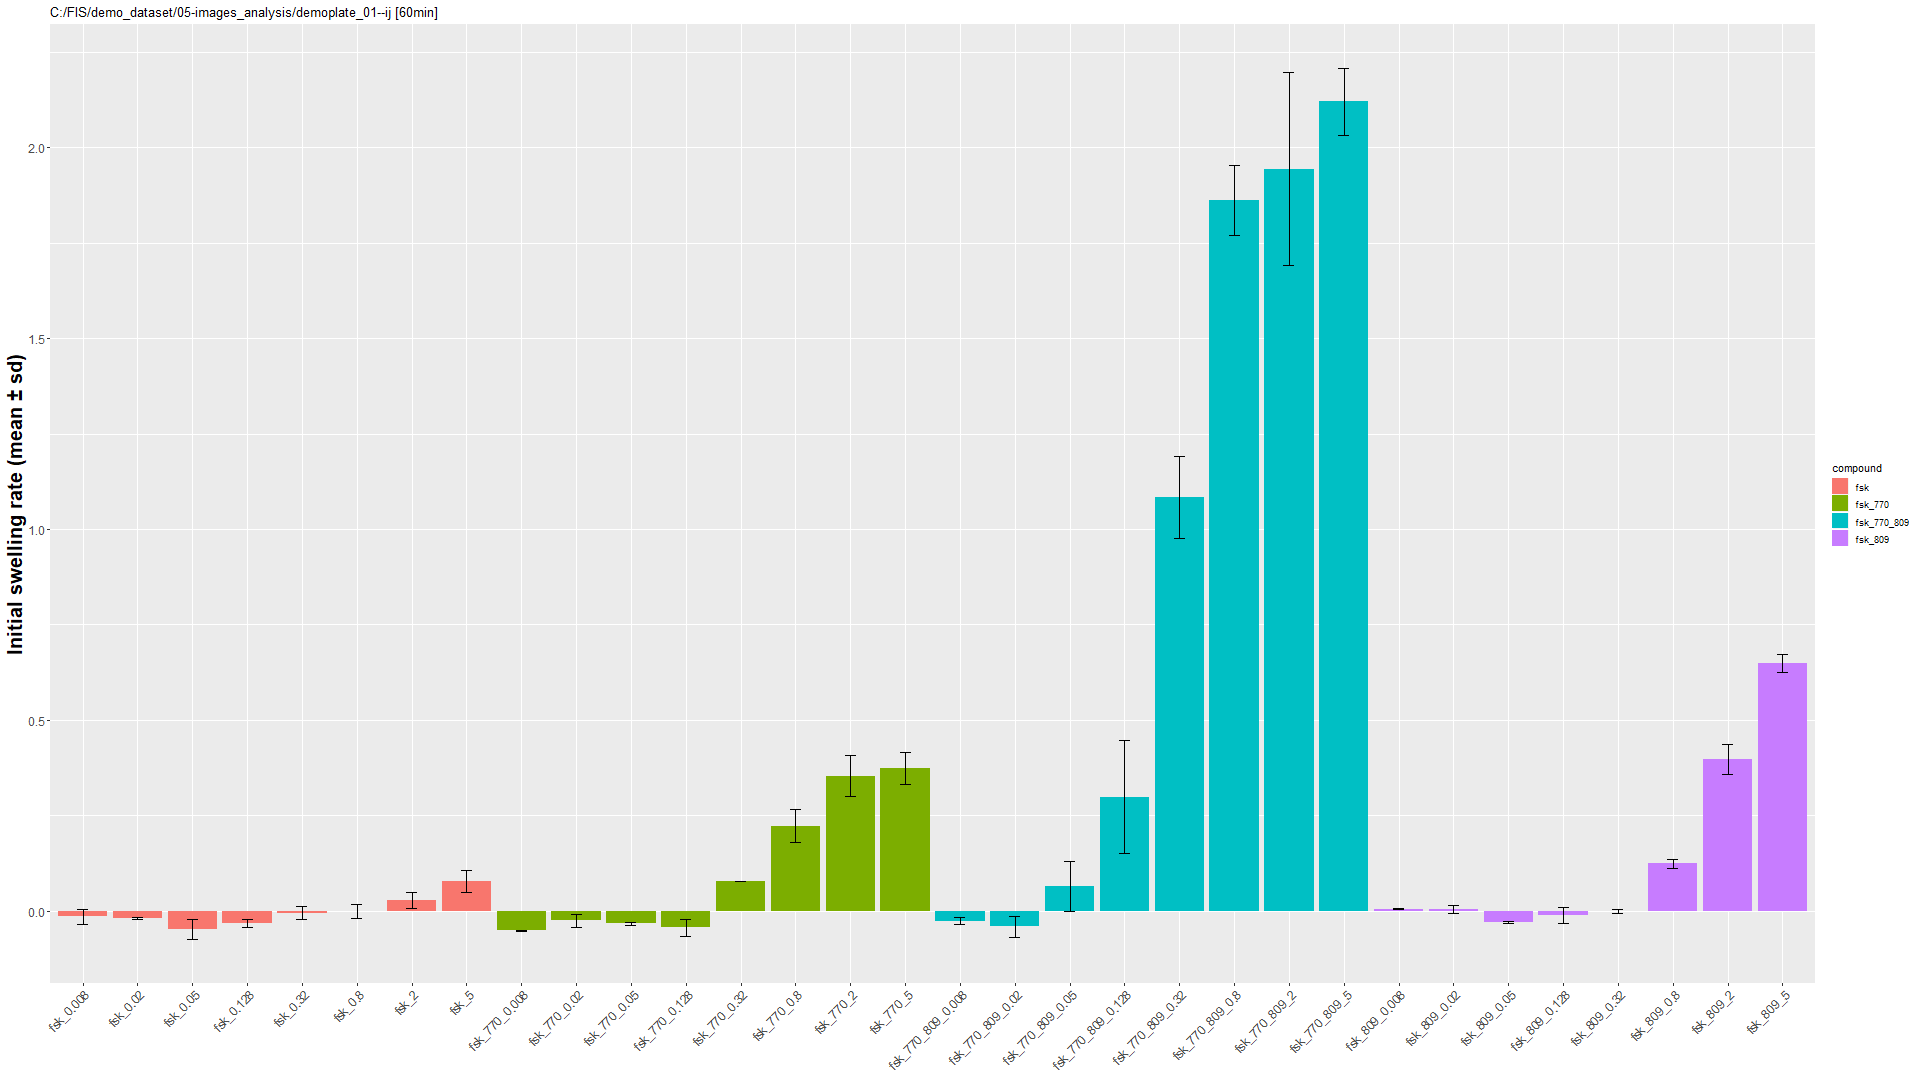 C:/FIS/demo_dataset/05-images_analysis/demoplate_01--ij [60min]
Initial swelling rate (mean ± sd)
2.0
1.5
1.0
0.5
0.0
fsk_0.008
fsk_0.02
fsk_0.05
fsk_0.128
fsk_0.32
fsk_0.8
fsk_2
fsk_5
fsk_770_0.008
fsk_770_0.02
fsk_770_0.05
fsk_770_0.128
fsk_770_0.32
fsk_770_0.8
fsk_770_2
fsk_770_5
fsk_770_809_0.008
fsk_770_809_0.02
fsk_770_809_0.05
fsk_770_809_0.128
fsk_770_809_0.32
fsk_770_809_0.8
fsk_770_809_2
fsk_770_809_5
fsk_809_0.008
fsk_809_0.02
fsk_809_0.05
fsk_809_0.128
fsk_809_0.32
fsk_809_0.8
fsk_809_2
fsk_809_5
compound
fsk
fsk_770
fsk_770_809
fsk_809